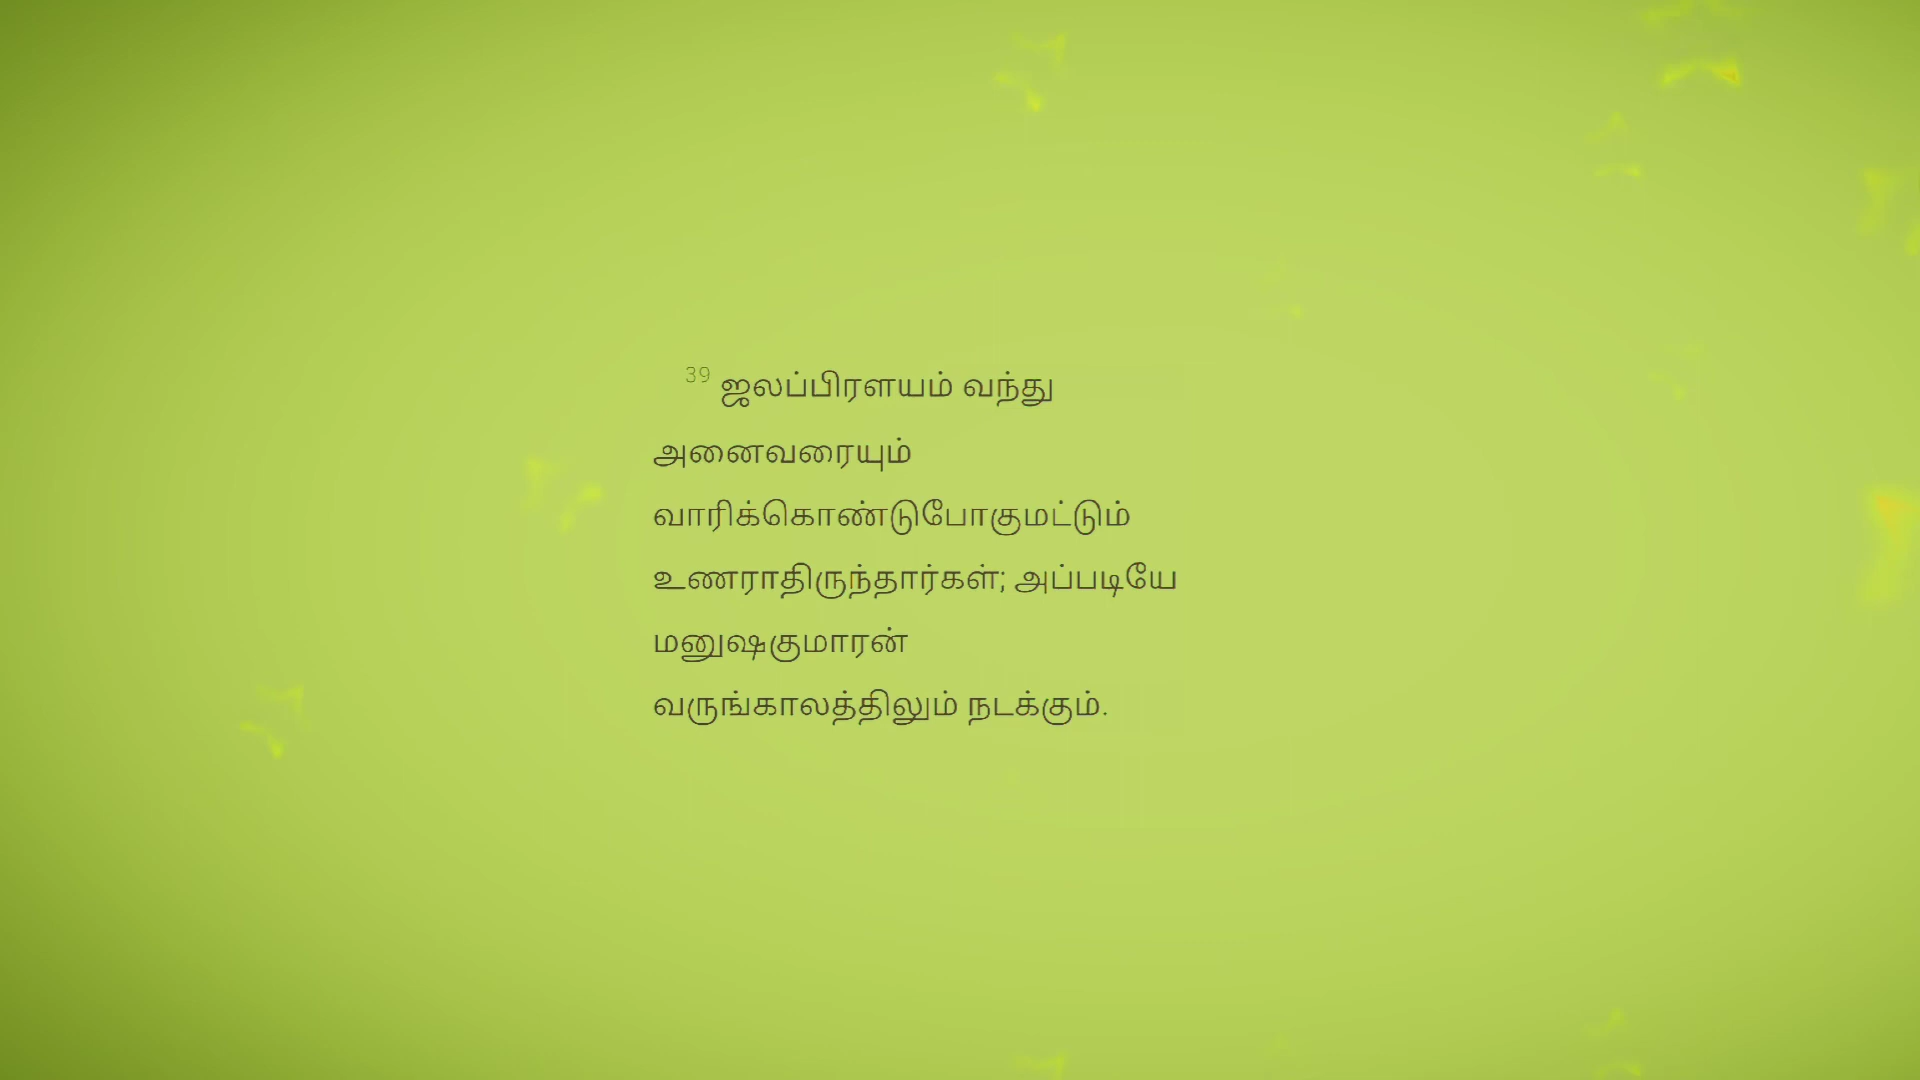 39 ஜலப்பிரளயம் வந்து
அனைவரையும்
வாரிக்கொண்டுபோகுமட்டும்
உணராதிருந்தார்கள்; அப்படியே
மனுஷகுமாரன்
வருங்காலத்திலும் நடக்கும்.